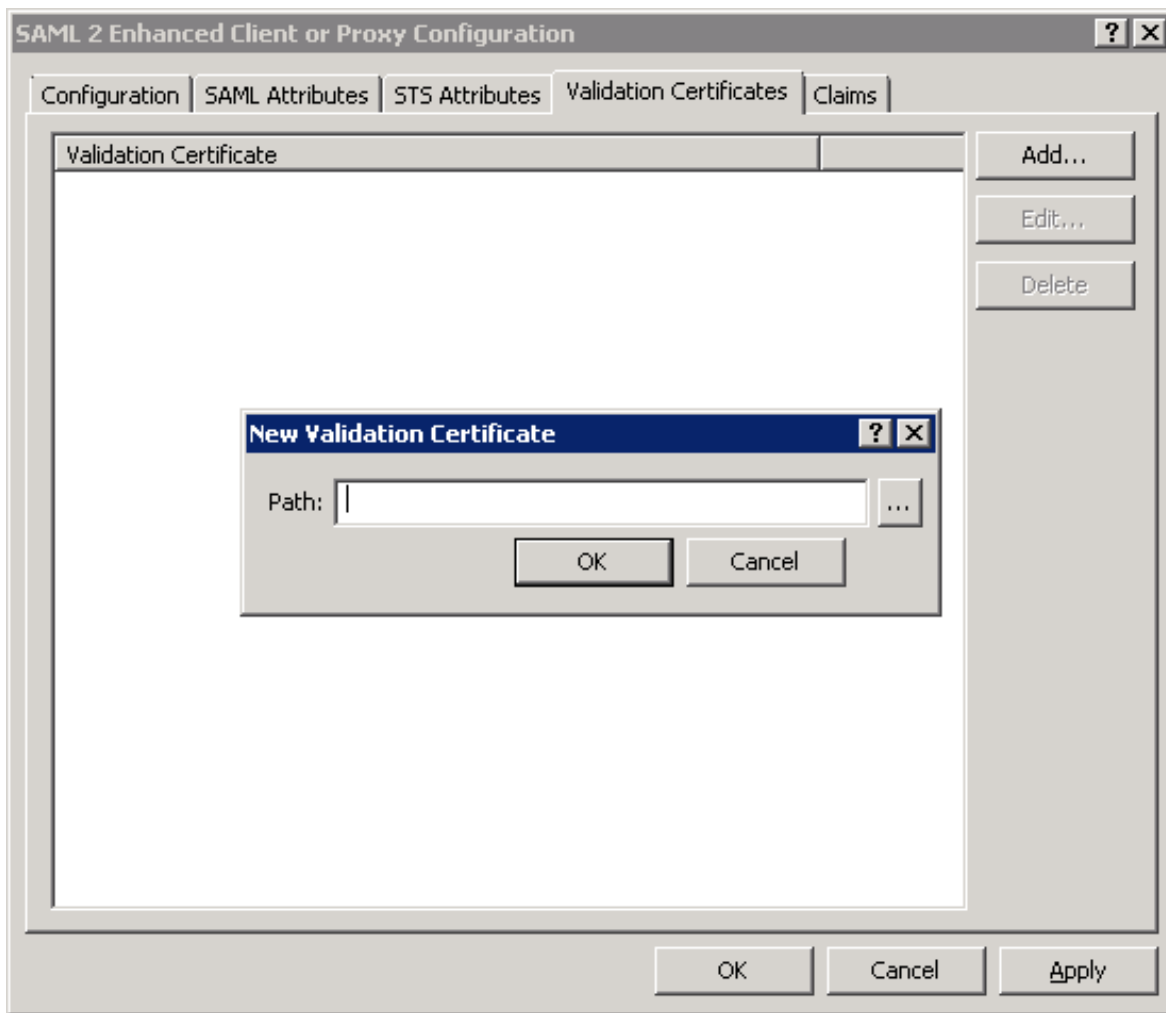 SAML 2 Enhanced Client or Proxy Configuration ? X
Configuration SAML Attributes STS Attributes Validation Certificates Claims
Validation Certificate
Add...
Edit...
Delete
New Validation Certificate ? X
Path: ...
OK Cancel
OK Cancel Apply